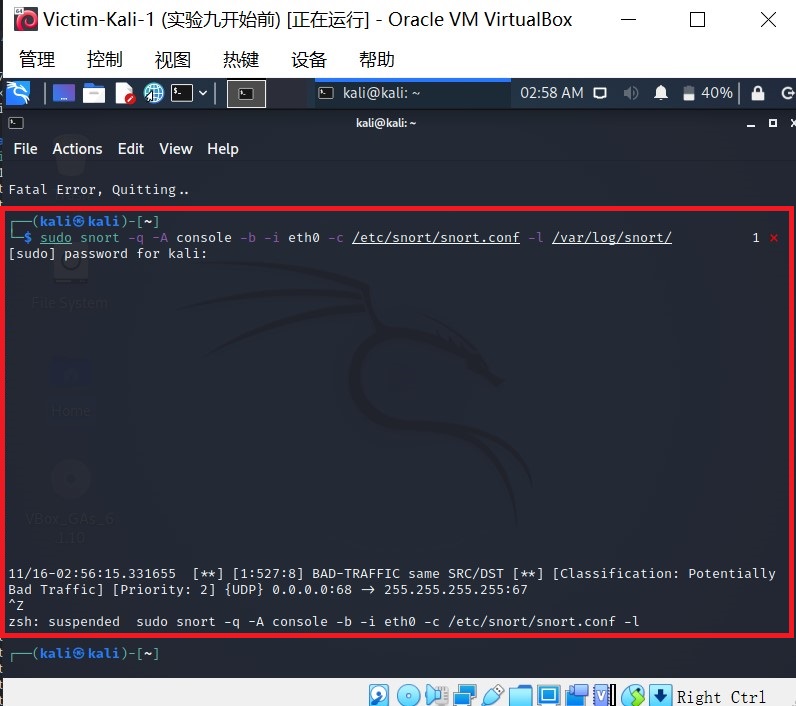 Victim-Kali-1 (实验九开始前) [正在运行] - Oracle VM VirtualBox
管理 控制 视图 热键 设备 帮助
kali@kali: ~ 02:58 AM 40%
kali@kali: ~
File Actions Edit View Help
Fatal Error, Quitting..
┌──(kali㉿kali)-[~]
└─$ sudo snort -q -A console -b -i eth0 -c /etc/snort/snort.conf -l /var/log/snort/ 1 ⨯
[sudo] password for kali:
File System
Home
VBox_GAs_6.
1.10
11/16-02:56:15.331655 [**] [1:527:8] BAD-TRAFFIC same SRC/DST [**] [Classification: Potentially
Bad Traffic] [Priority: 2] {UDP} 0.0.0.0:68 -> 255.255.255.255:67
^Z
zsh: suspended sudo snort -q -A console -b -i eth0 -c /etc/snort/snort.conf -l
┌──(kali㉿kali)-[~]
Right Ctrl